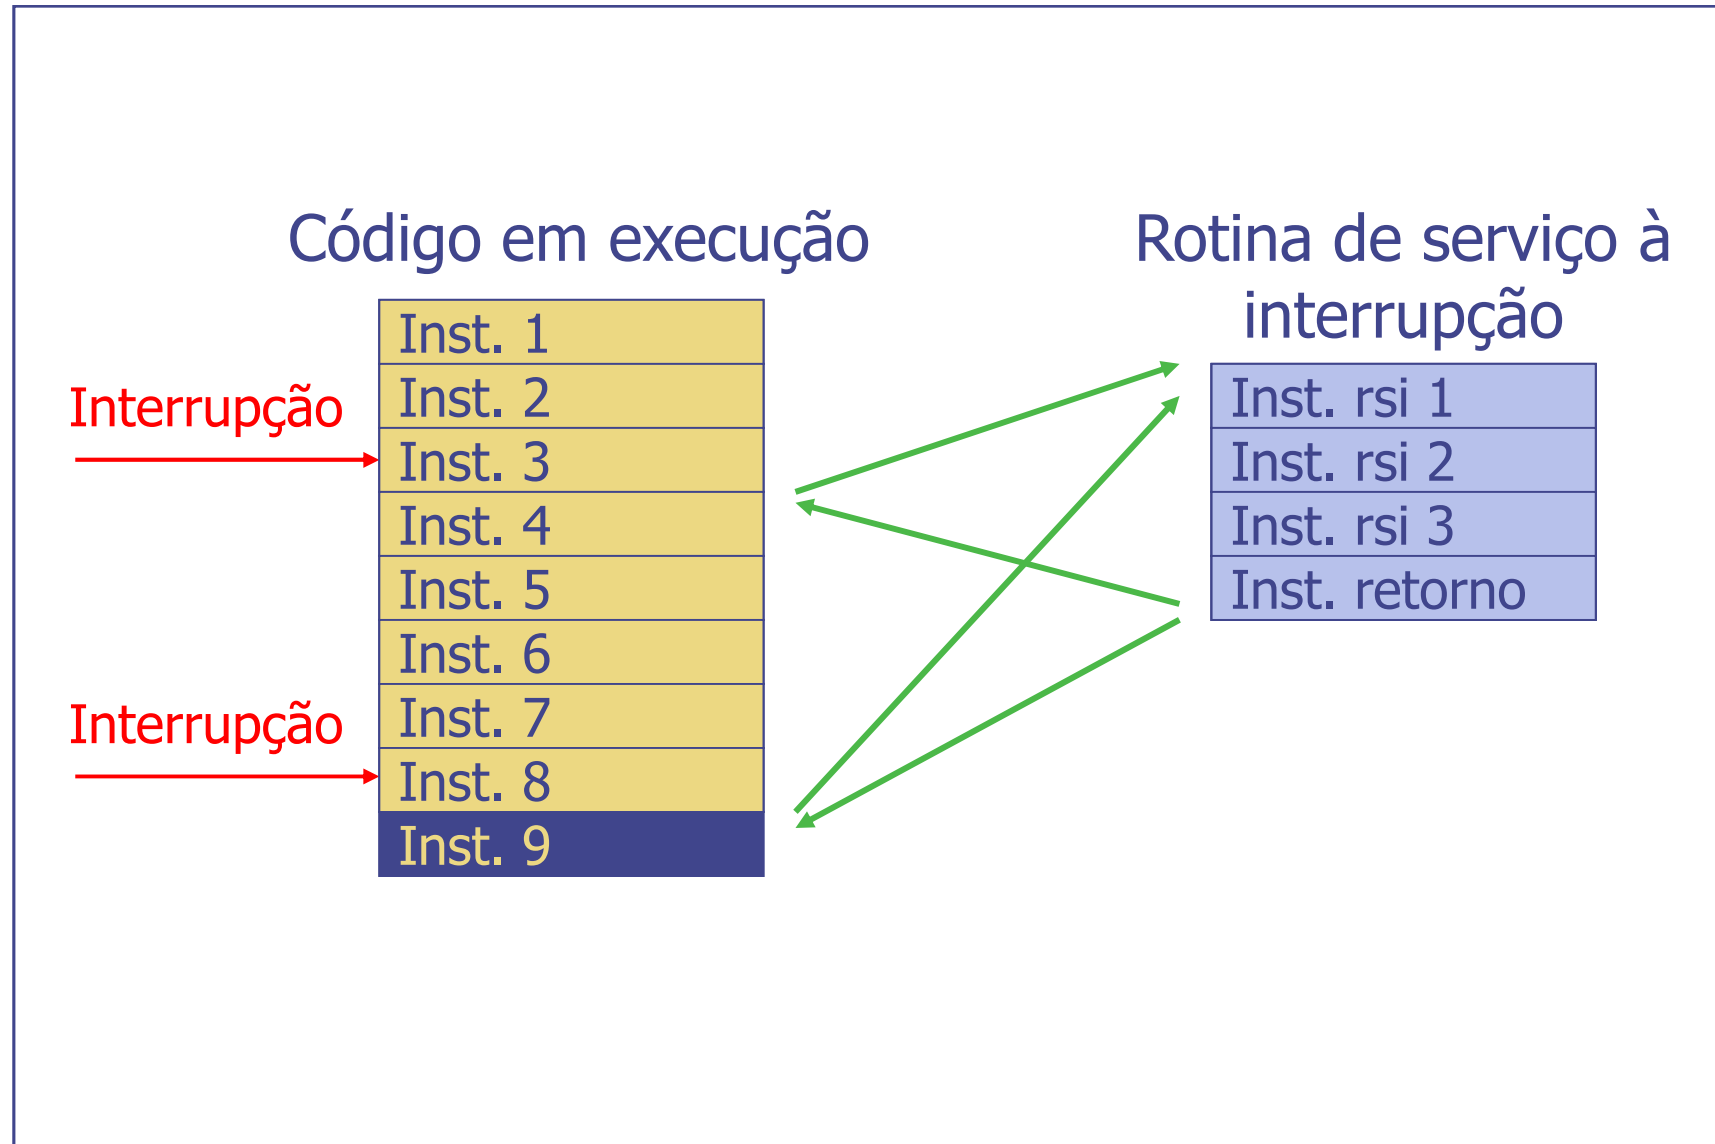 Código em execução
Inst. 1
Inst. 2
Inst. 3
Inst. 4
Inst. 5
Inst. 6
Inst. 7
Inst. 8
Inst. 9
Interrupção
Interrupção
Rotina de serviço à
interrupção
Inst. rsi 1
Inst. rsi 2
Inst. rsi 3
Inst. retorno